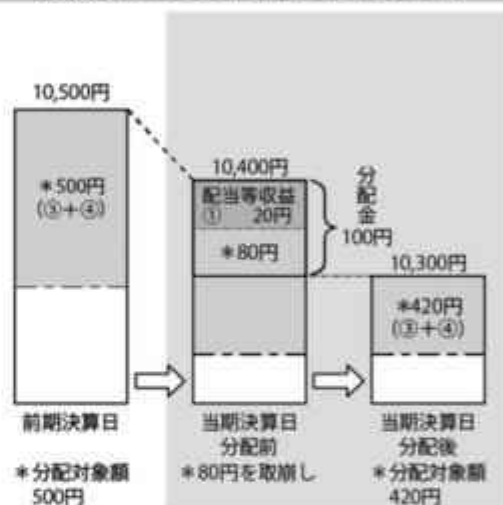 10,500円
*500円
(③+④)
10,400円
配当等収益
① 20円
*80円
分配金
100円
10,300円
*420円
(③+④)
前期決算日
当期決算日
分配前
当期決算日
分配後
*分配対象額
500円
*80円を取崩し
*分配対象額
420円